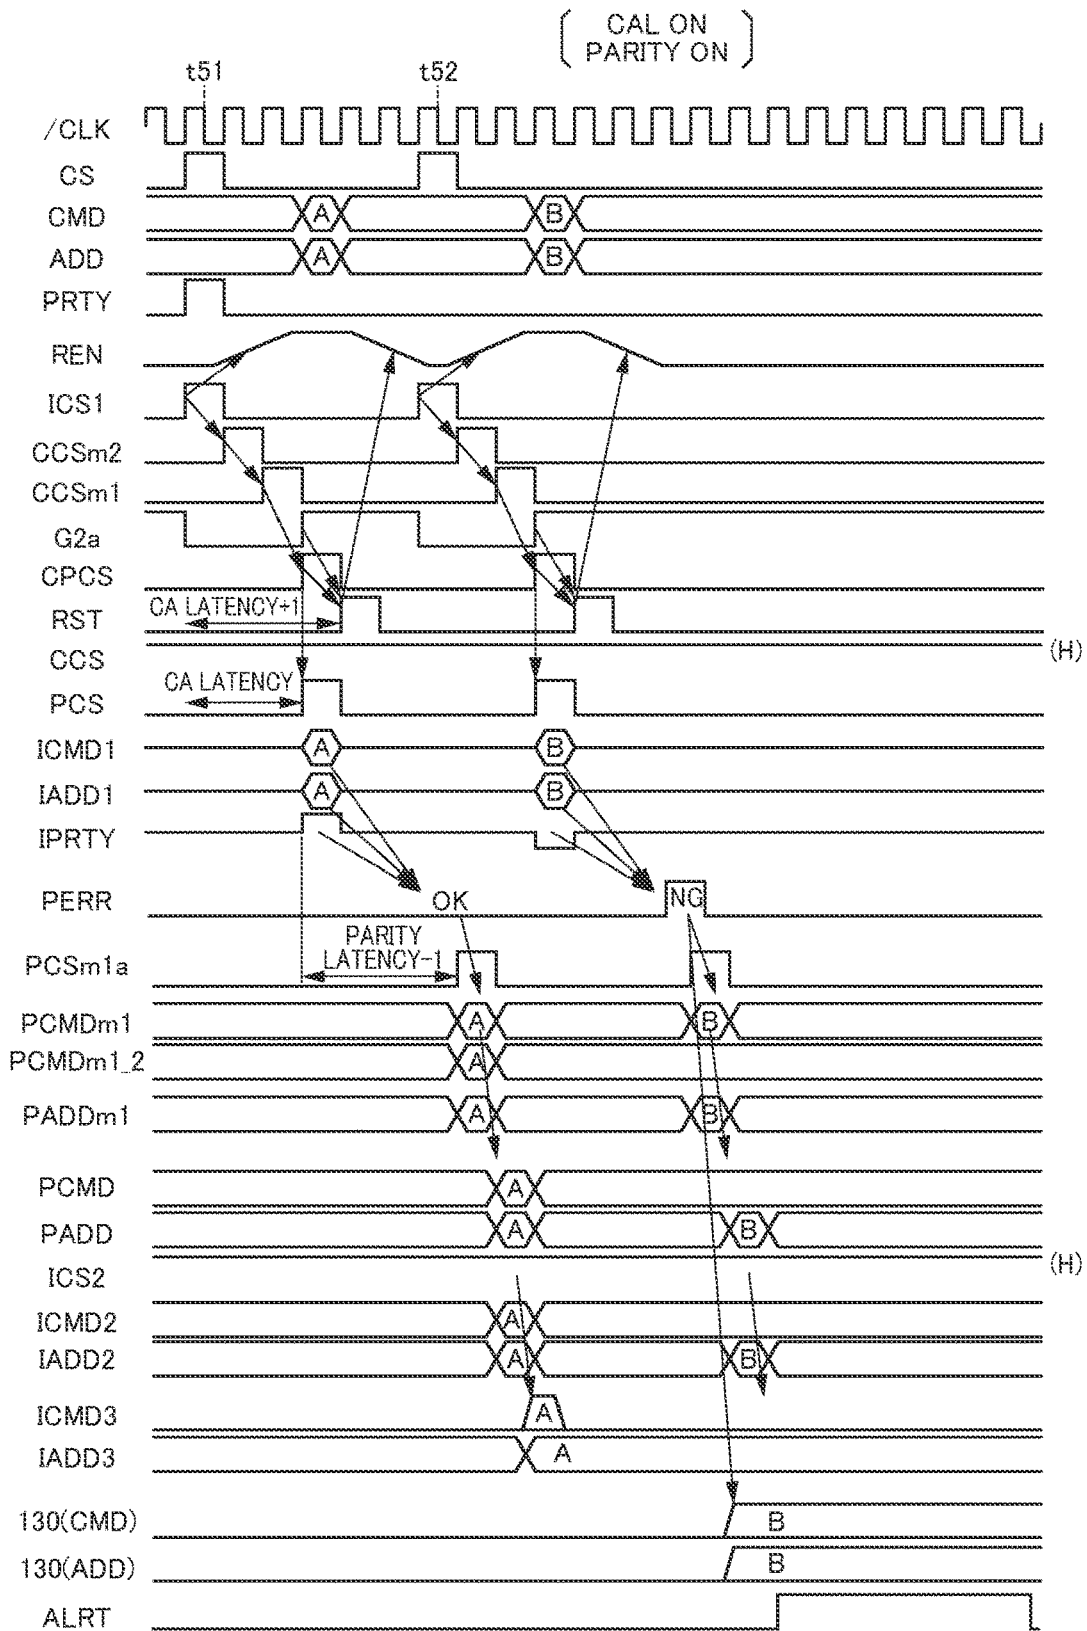 CAL ON
PARITY ON
t51 t52
/CLK
CS
CMD A B
ADD A B
PRTY
REN
ICS1
CCSm2
CCSm1
G2a
CPCS
CA LATENCY+1
RST
(H)
CCS
CA LATENCY
PCS
ICMD1 A B
IADD1 A B
IPRTY
PERR OK NG
PARITY
LATENCY-1
PCSm1a
PCMDm1 A B
PCMDm1_2 A
PADDm1 A B
PCMD A
PADD A B
(H)
ICS2
ICMD2 A
IADD2 A B
ICMD3 A
IADD3 A
130(CMD) B
130(ADD) B
ALRT